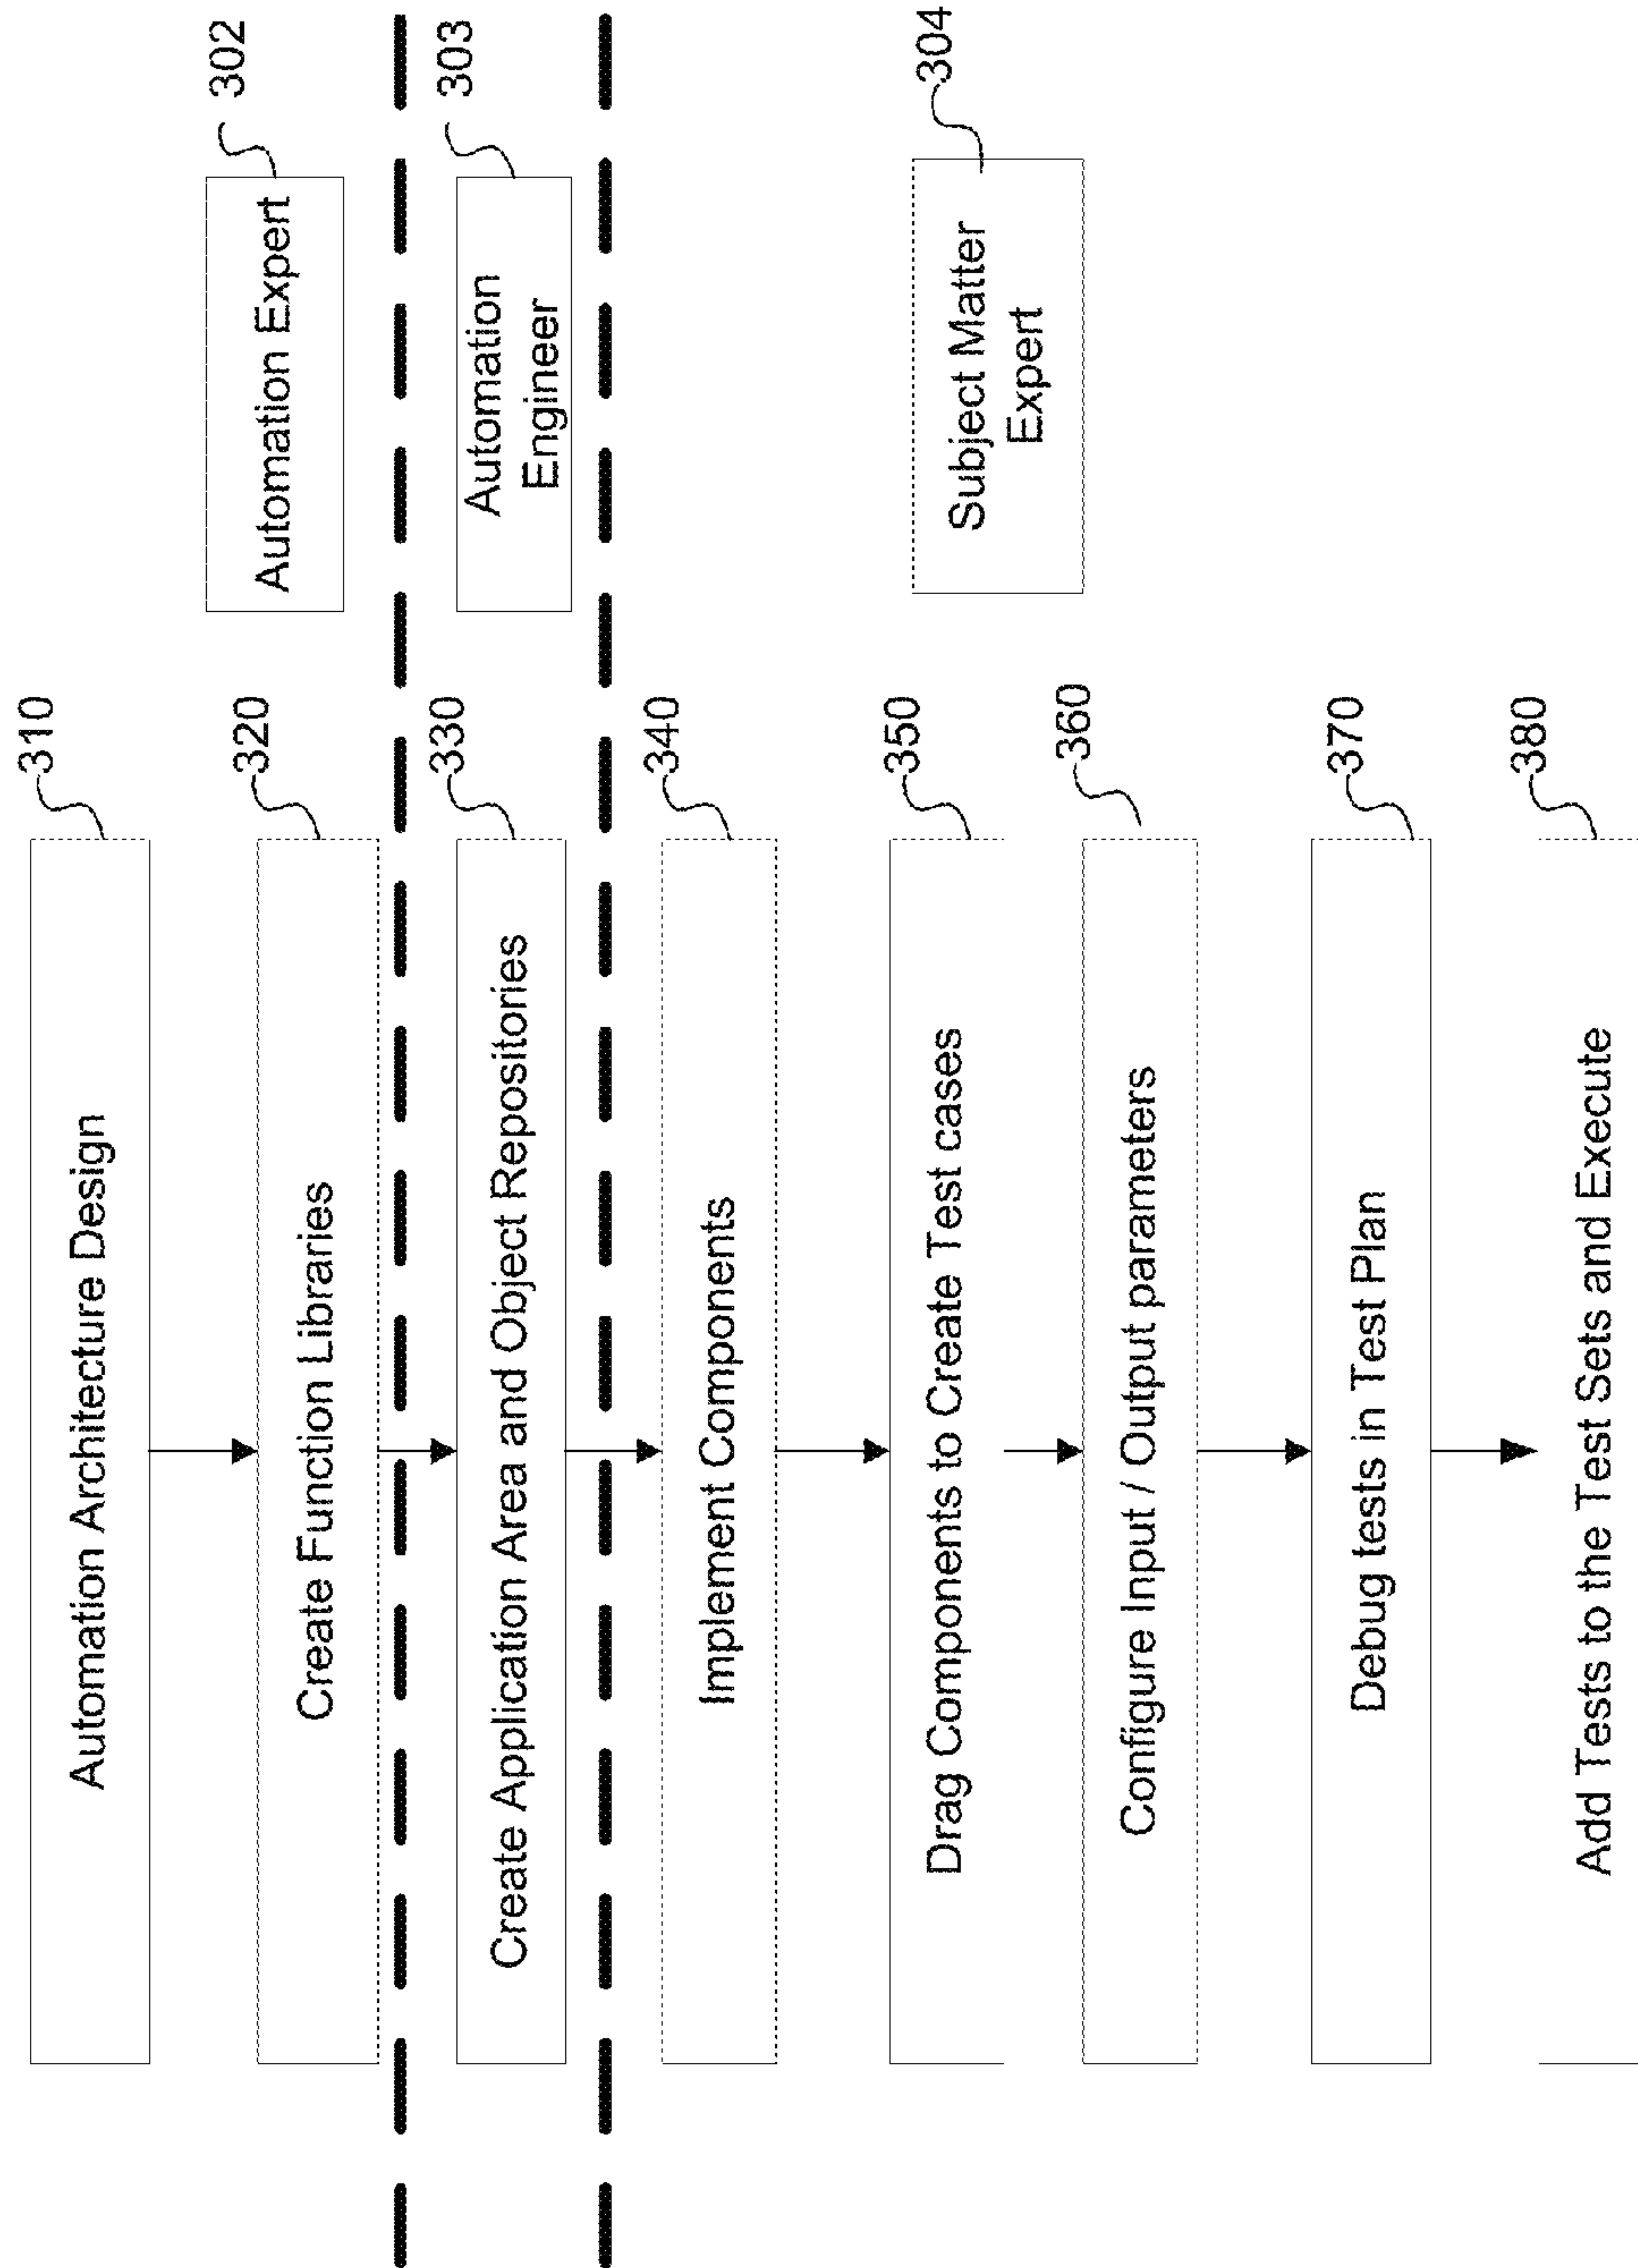 Automation Architecture Design
310
Create Function Libraries
320
Automation Expert
302
Create Application Area and Object Repositories
330
Automation
Engineer
303
Implement Components
340
Drag Components to Create Test cases
350
Subject Matter
Expert
304
Configure Input / Output parameters
360
Debug tests in Test Plan
370
Add Tests to the Test Sets and Execute
380